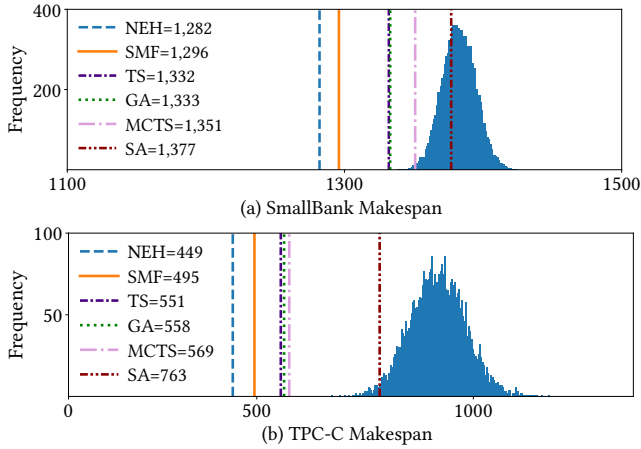 400
200
Frequency
NEH=1,282
SMF=1,296
TS=1,332
GA=1,333
MCTS=1,351
SA=1,377
1100 1300 1500
(a) SmallBank Makespan
100
50
Frequency
NEH=449
SMF=495
TS=551
GA=558
MCTS=569
SA=763
0 500 1000
(b) TPC-C Makespan